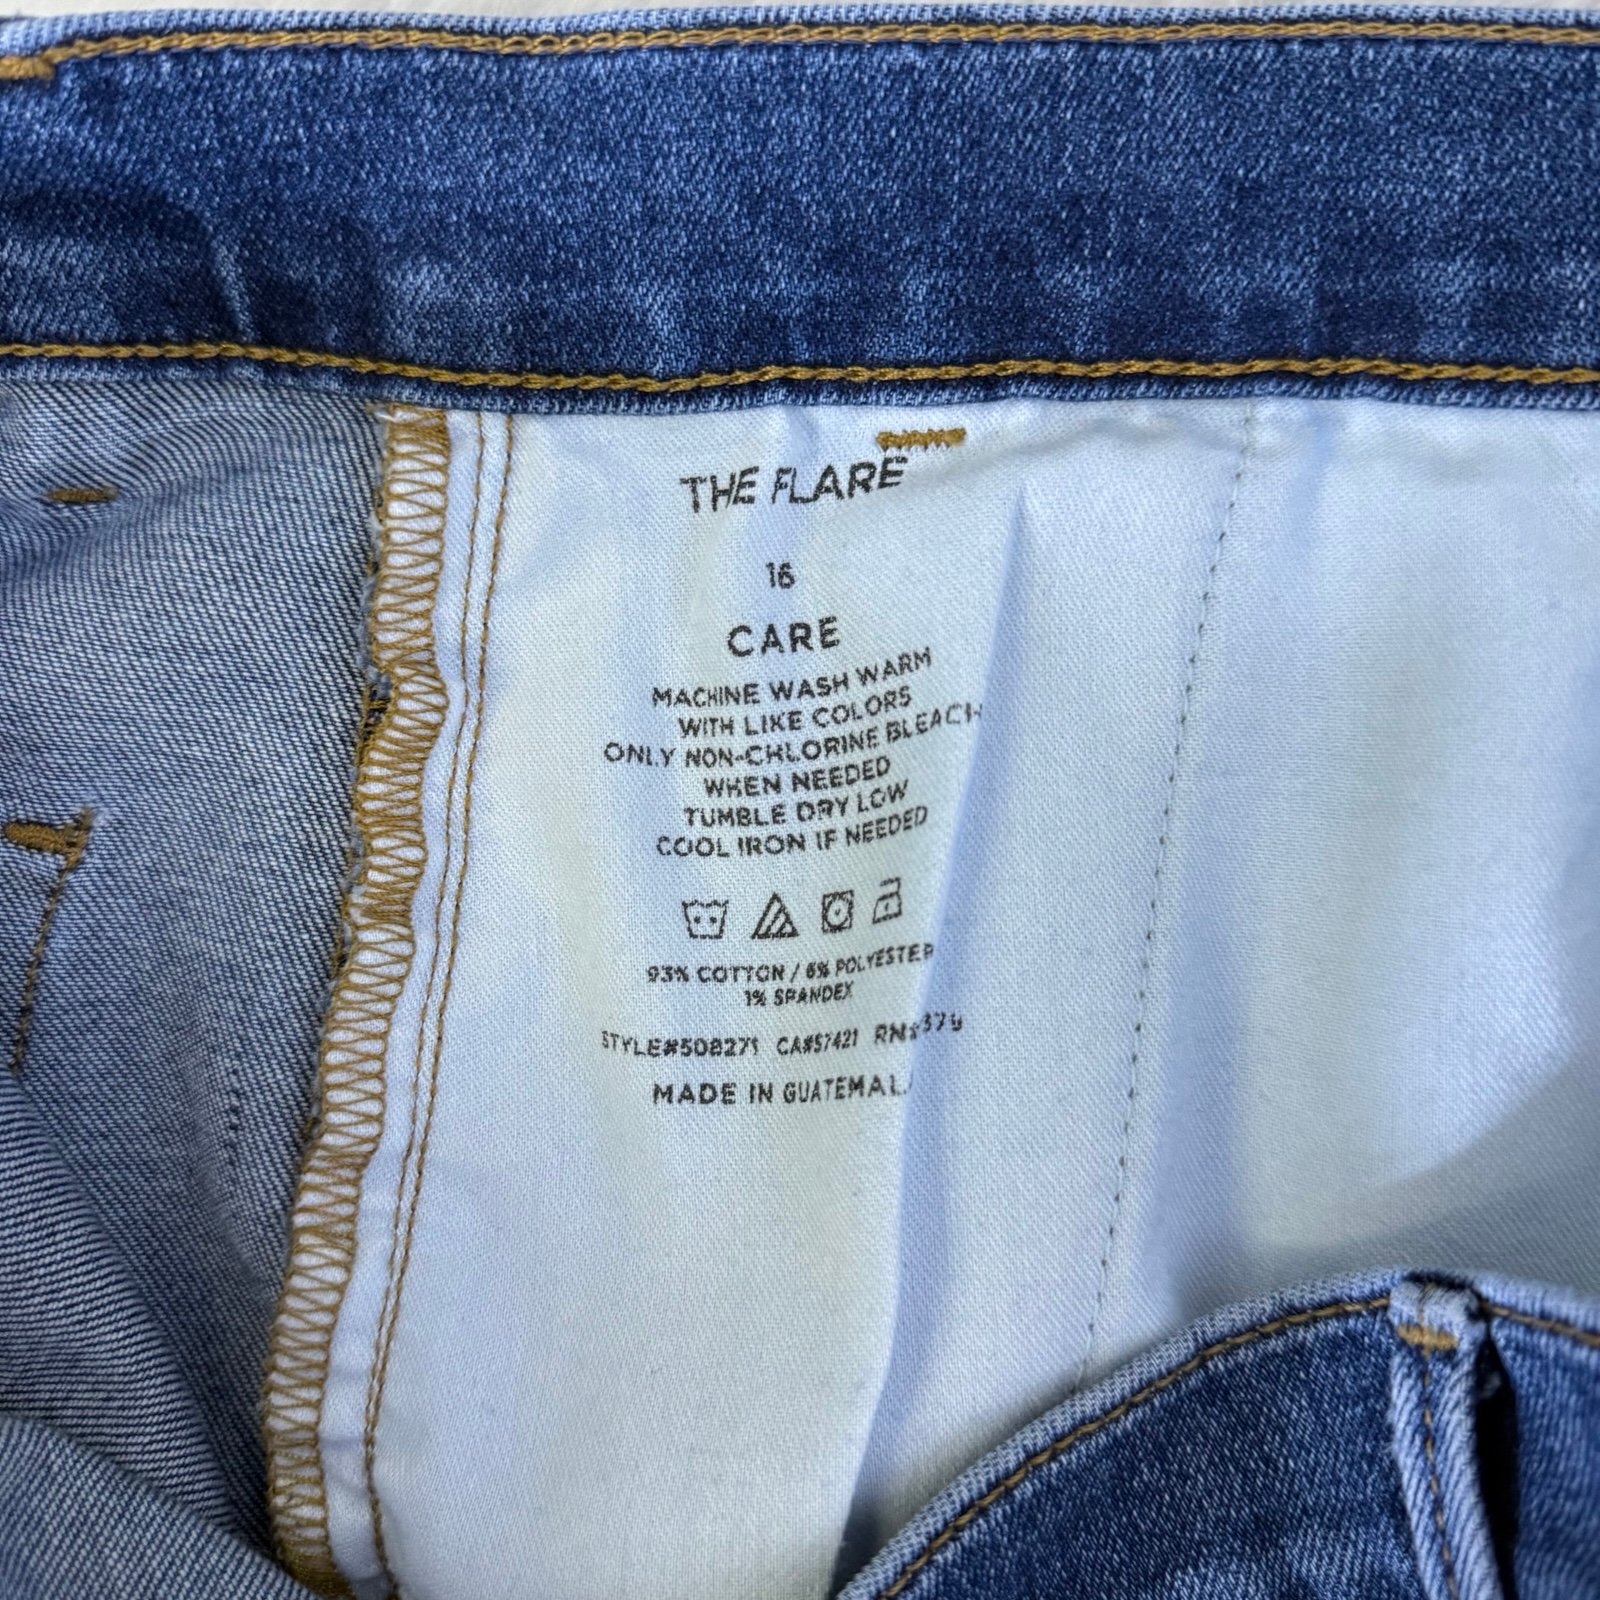 THE FLARE
16
CARE
MACHINE WASH WARM
WITH LIKE COLORS
ONLY NON-CHLORINE BLEACH
WHEN NEEDED
TUMBLE DRY LOW
COOL IRON IF NEEDED
93% COTTON / 6% POLYESTER
1% SPANDEX
STYLE#508271 CA#57421
MADE IN GUATEMALA